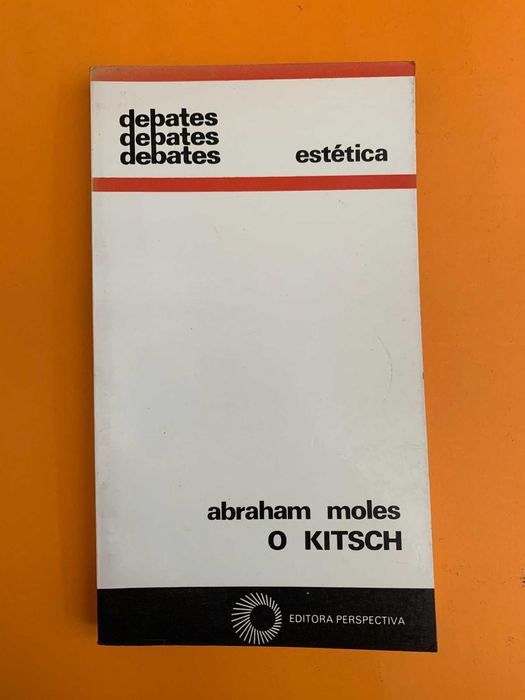 debates
debates
debates estética
abraham moles
O KITSCH
EDITORA PERSPECTIVA